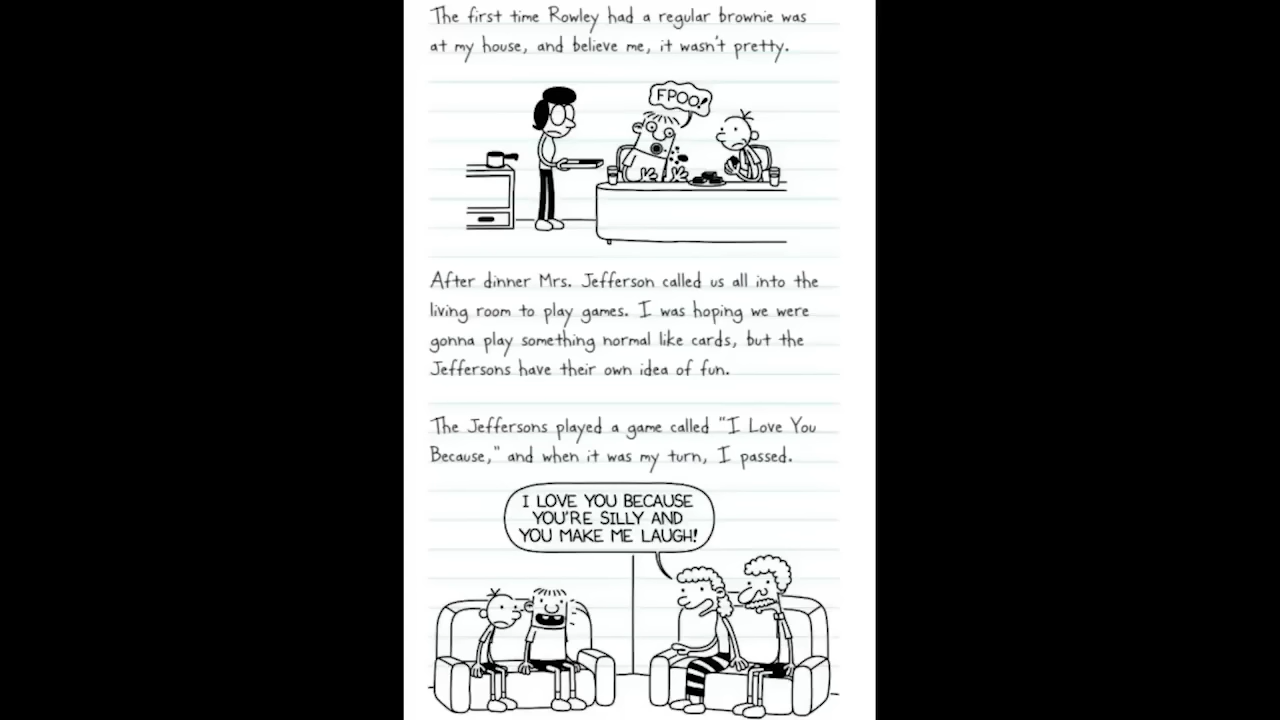 The first time Rowley had a regular brownie was
at my house, and believe me, it wasn't pretty.
FPOO!
After dinner Mrs. Jefferson called us all into the
living room to play games. I was hoping we were
gonna play something normal like cards, but the
Jeffersons have their own idea of fun.
The Jeffersons played a game called "I Love You
Because," and when it was my turn, I passed.
I LOVE YOU BECAUSE
YOU'RE SILLY AND
YOU MAKE ME LAUGH!